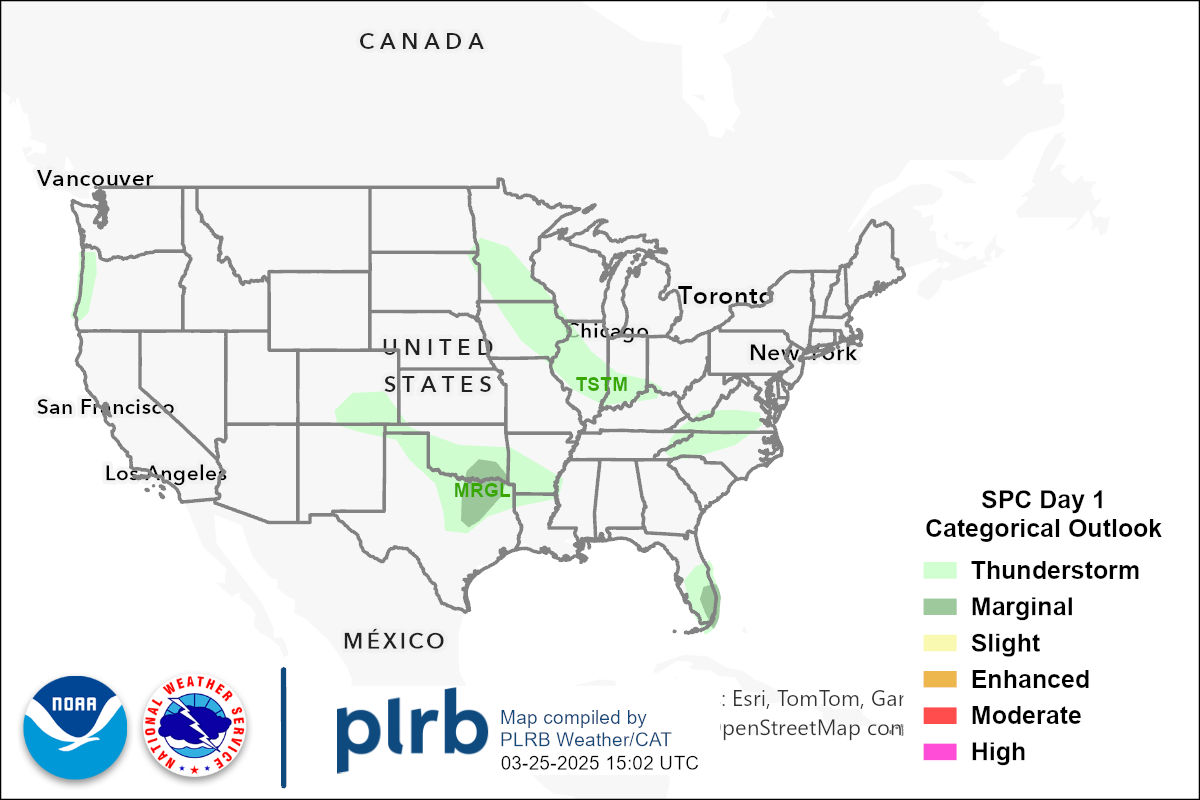 CANADA
Vancouver
Toronto
Chicago
UNITED
New York
STATES
TSTM
San Francisco
Los Angeles
MRGL
SPC Day 1
Categorical Outlook
Thunderstorm
Marginal
Slight
Enhanced
Moderate
High
MÉXICO
NOAA
NATIONAL WEATHER SERVICE
plrb
Map compiled by
PLRB Weather/CAT
03-25-2025 15:02 UTC
: Esri, TomTom, Gar
penStreetMap con